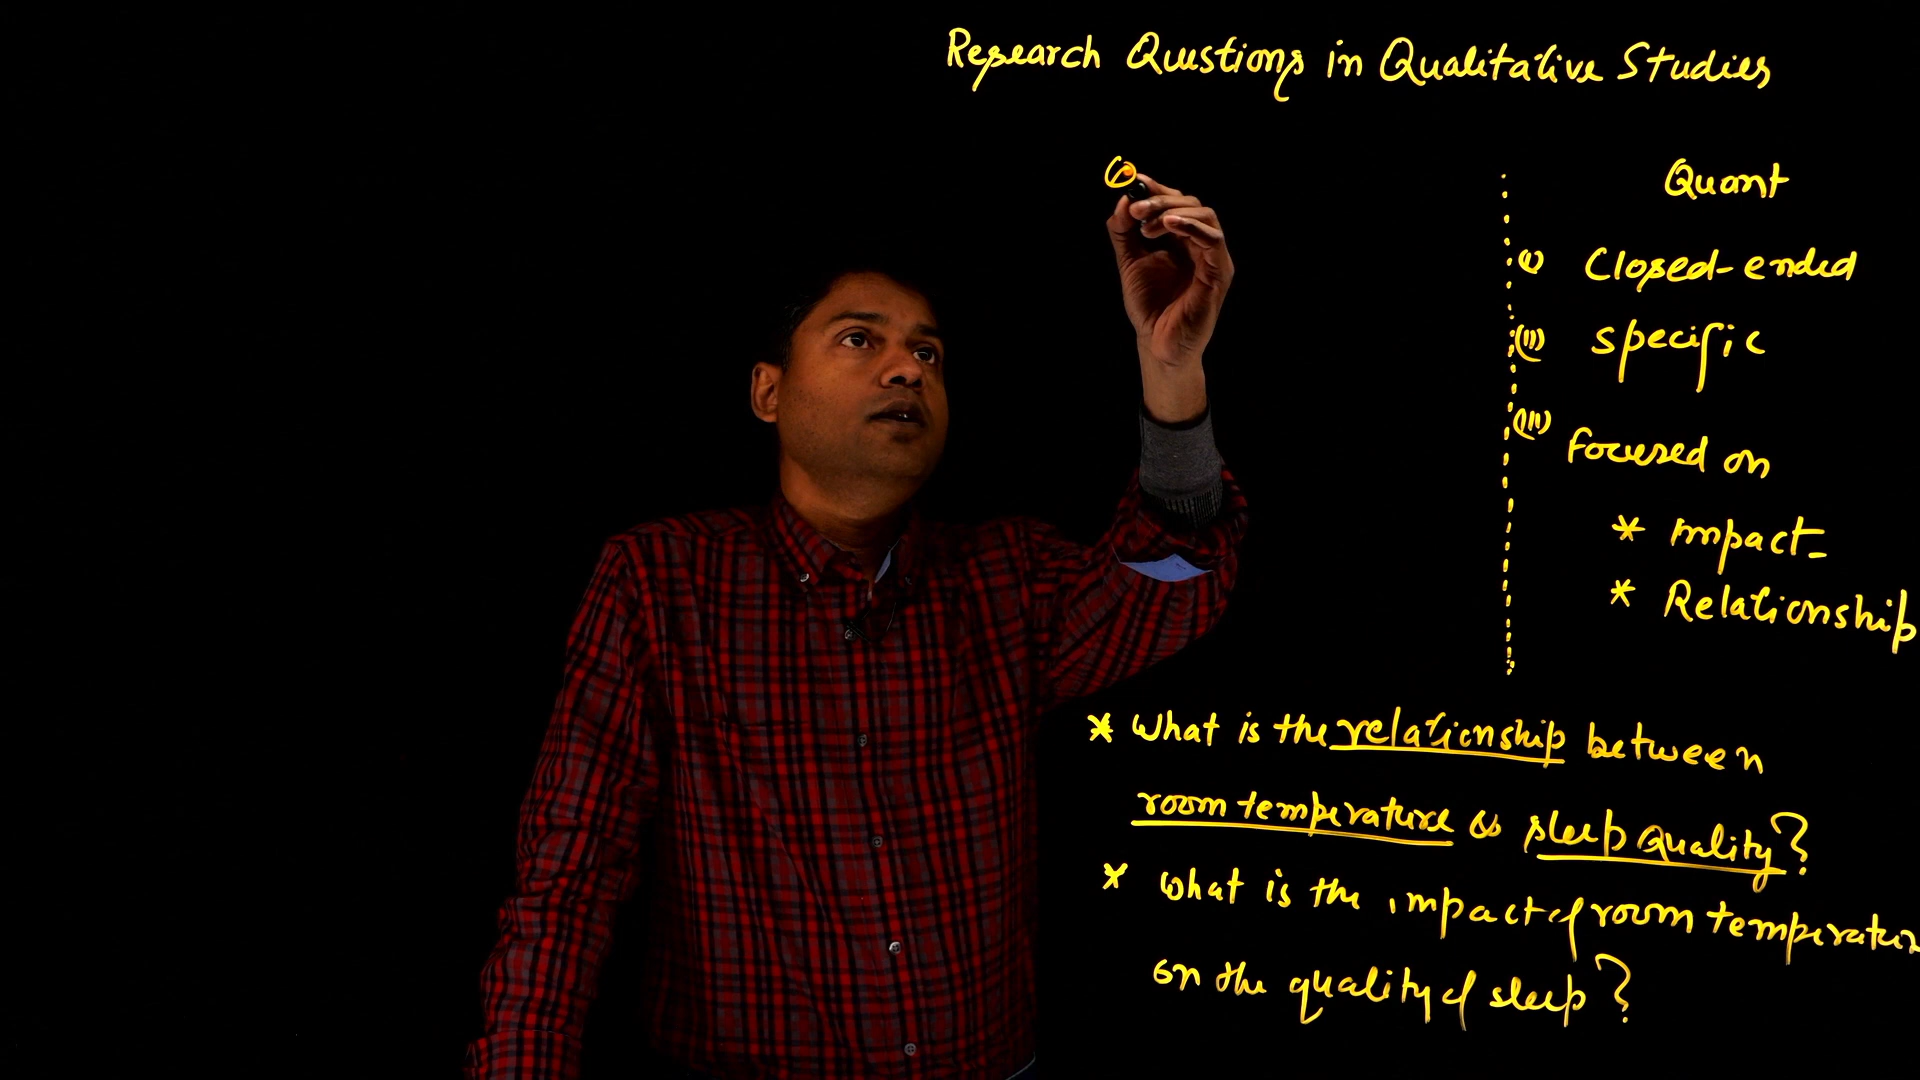 Research Questions in Qualitative Studies
Quant
(i) Closed-ended
(ii) specific
(iii) Focused on
* Impact
* Relationship
* What is the relationship between
room temperature & sleep Quality?
* What is the impact of room temperature
on the quality of sleep?